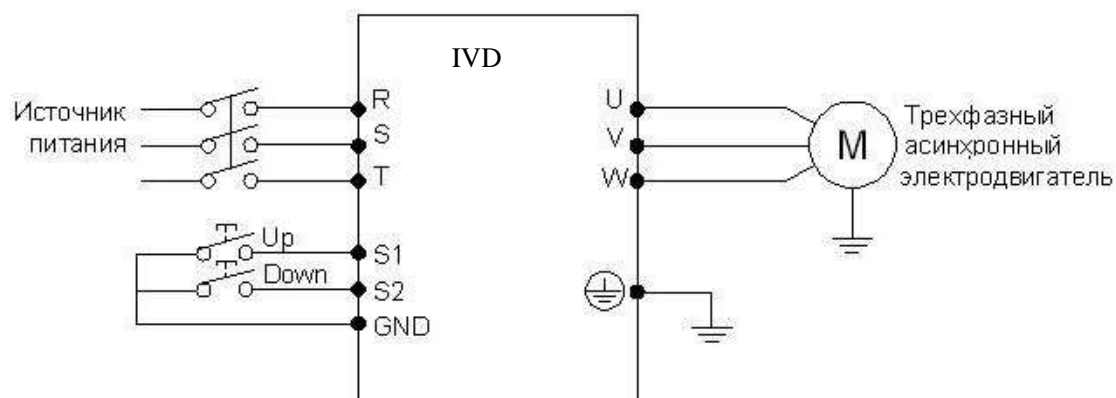 IVD
Источник
питания
R
S
T
Up
S1
Down
S2
GND
U
V
W
M
Трехфазный
асинхронный
электродвигатель